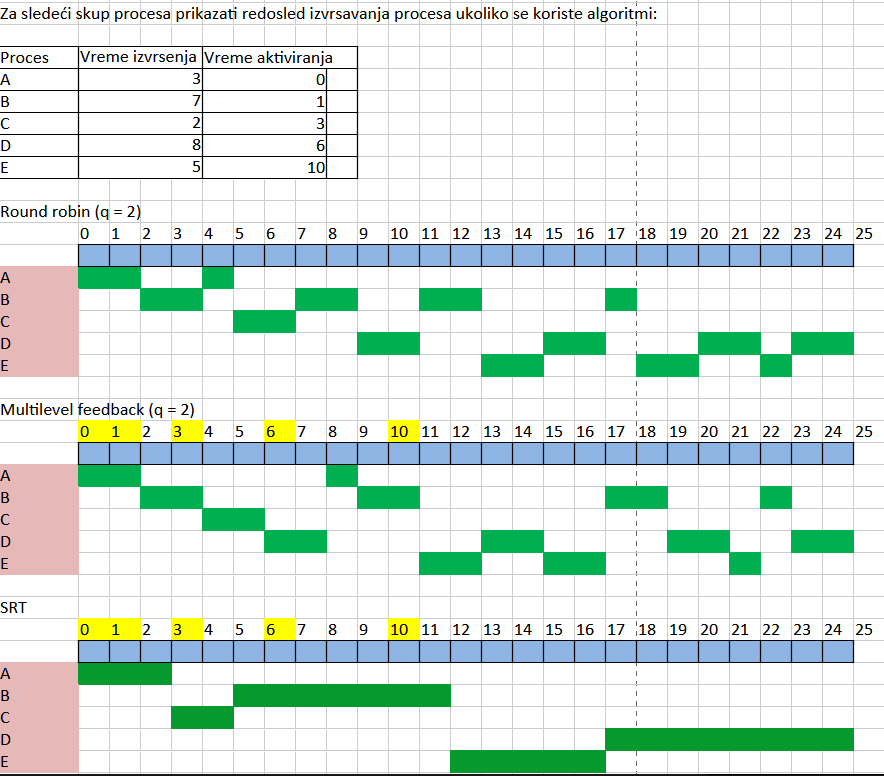 Za sledeći skup procesa prikazati redosled izvrsavanja procesa ukoliko se koriste algoritmi:
Proces Vreme izvrsenja Vreme aktiviranja
A 3 0
B 7 1
C 2 3
D 8 6
E 5 10
Round robin (q = 2)
0 1 2 3 4 5 6 7 8 9 10 11 12 13 14 15 16 17 18 19 20 21 22 23 24 25
A
B
C
D
E
Multilevel feedback (q = 2)
0 1 2 3 4 5 6 7 8 9 10 11 12 13 14 15 16 17 18 19 20 21 22 23 24 25
A
B
C
D
E
SRT
0 1 2 3 4 5 6 7 8 9 10 11 12 13 14 15 16 17 18 19 20 21 22 23 24 25
A
B
C
D
E